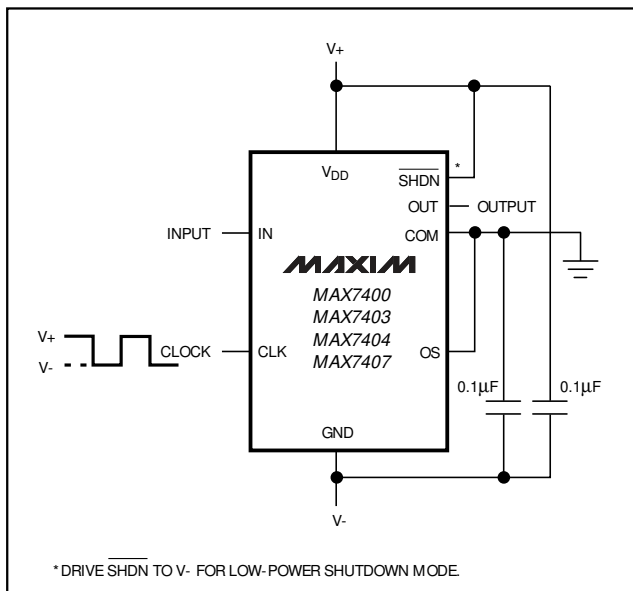 V+
VDD
SHDN
*
OUT
OUTPUT
INPUT
IN
COM
MAXIM
MAX7400
MAX7403
MAX7404
MAX7407
V+
V-
CLOCK
CLK
OS
0.1µF
0.1µF
GND
V-
* DRIVE SHDN TO V- FOR LOW-POWER SHUTDOWN MODE.